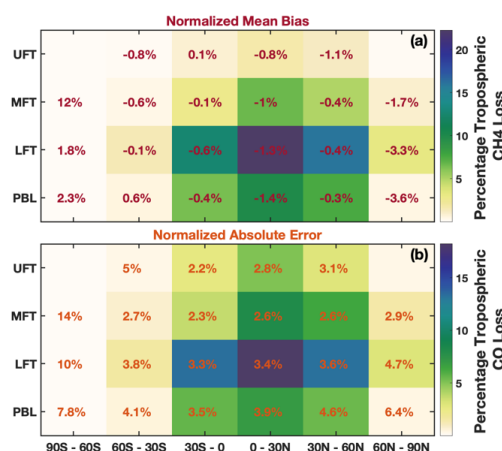 Normalized Mean Bias
(a)
UFT -0.8% 0.1% -0.8% -1.1% 20
MFT 12% -0.6% -0.1% -1% -0.4% -1.7% 15
LFT 1.8% -0.1% -0.6% -0.4% -3.3% 10
PBL 2.3% 0.6% -0.4% -1.4% -0.3% -3.6% 5
Percentage Tropospheric
CH4 Loss
Normalized Absolute Error
(b)
UFT 5% 2.2% 2.8% 3.1% 15
MFT 14% 2.7% 2.3% 2.6% 2.9%
LFT 10% 3.8% 3.3% 3.4% 3.6% 4.7% 10
PBL 7.8% 4.1% 3.5% 3.9% 4.6% 6.4% 5
Percentage Tropospheric
CO Loss
90S - 60S 60S - 30S 30S - 0 0 - 30N 30N - 60N 60N - 90N